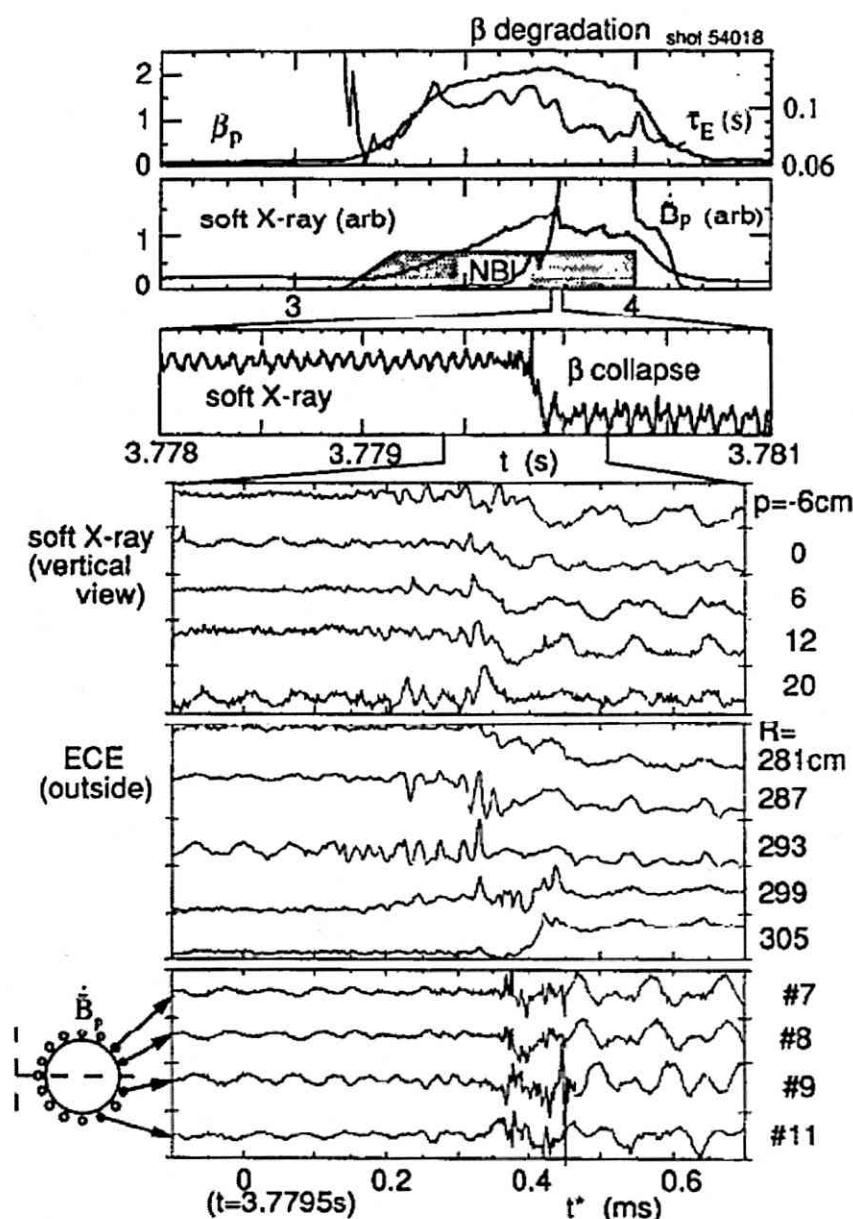 β degradation shot 54018
2
1
0
βp
τE (s)
0.1
0.06
soft X-ray (arb)
Ḃp (arb)
1
0
NBI
3
4
soft X-ray
β collapse
3.778
3.779
t (s)
3.781
soft X-ray
(vertical
view)
p=-6cm
0
6
12
20
ECE
(outside)
R=
281cm
287
293
299
305
Ḃp
#7
#8
#9
#11
0
0.2
0.4
0.6
(t=3.7795s)
t* (ms)